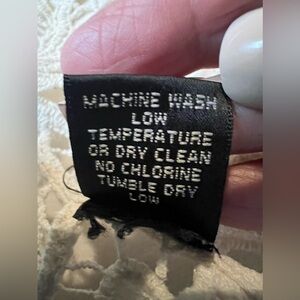 MACHINE WASH
LOW
TEMPERATURE
OR DRY CLEAN
NO CHLORINE
TUMBLE DRY
LOW